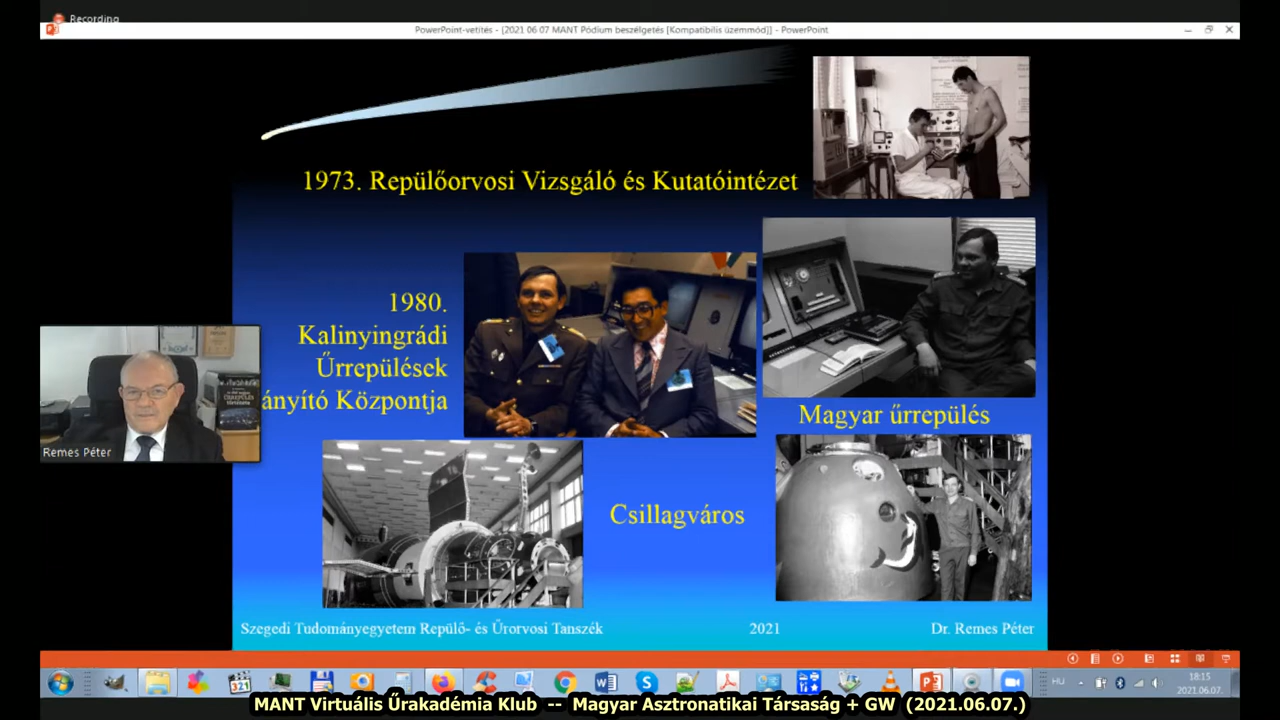 Recording
PowerPoint-vetítés - [2021 06 07 MANT Pódium beszélgetés [Kompatibilis üzemmód]] - PowerPoint
1973. Repülőorvosi Vizsgáló és Kutatóintézet
1980.
Kalinyingrádi
Űrrepülések
ányító Központja
Magyar űrrepülés
Remes Péter
Csillagváros
Szegedi Tudományegyetem Repülő- és Űrorvosi Tanszék
2021
Dr. Remes Péter
321
HU
18:15
2021.06.07.
MANT Virtuális Űrakadémia Klub -- Magyar Asztronatikai Társaság + GW (2021.06.07.)